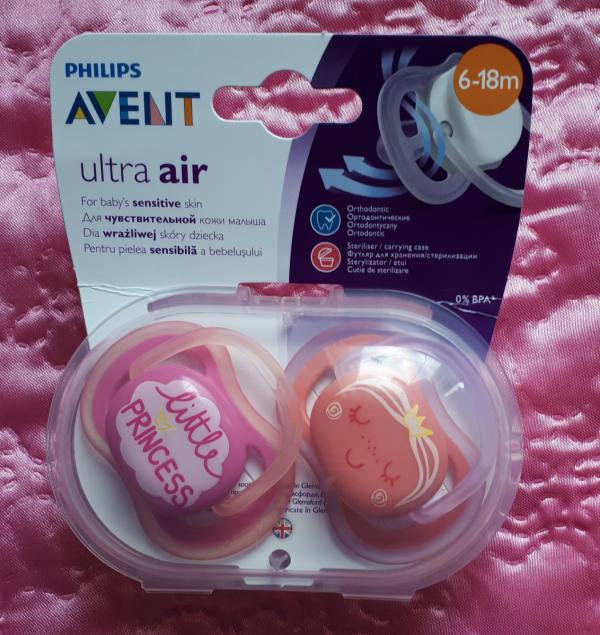 PHILIPS
AVENT
6-18m
ultra air
For baby's sensitive skin
Для чувствительной кожи малыша
Dla wrażliwej skóry dziecka
Pentru pielea sensibilă a bebelușului
Orthodontic
Ортодонтические
Ortodontyczny
Ortodontic
Steriliser / carrying case
Футляр для хранения/стерилизации
Sterylizator / etui
Cutie de sterilizare
0% BPA*
little
PRINCESS